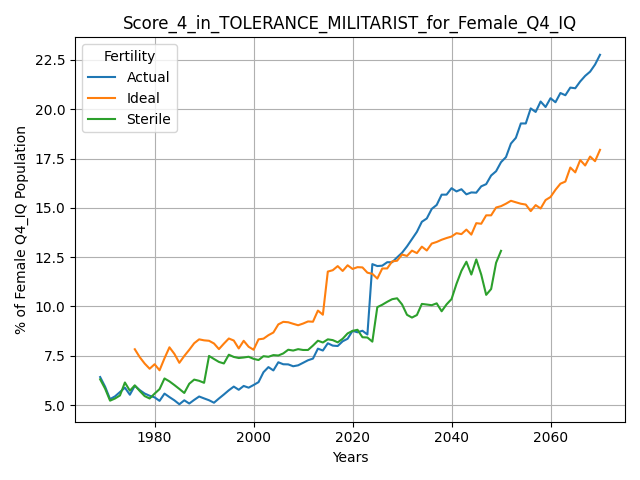 Score_4_in_TOLERANCE_MILITARIST_for_Female_Q4_IQ
Fertility
Actual
Ideal
Sterile
% of Female Q4_IQ Population
22.5
20.0
17.5
15.0
12.5
10.0
7.5
5.0
1980
2000
2020
2040
2060
Years